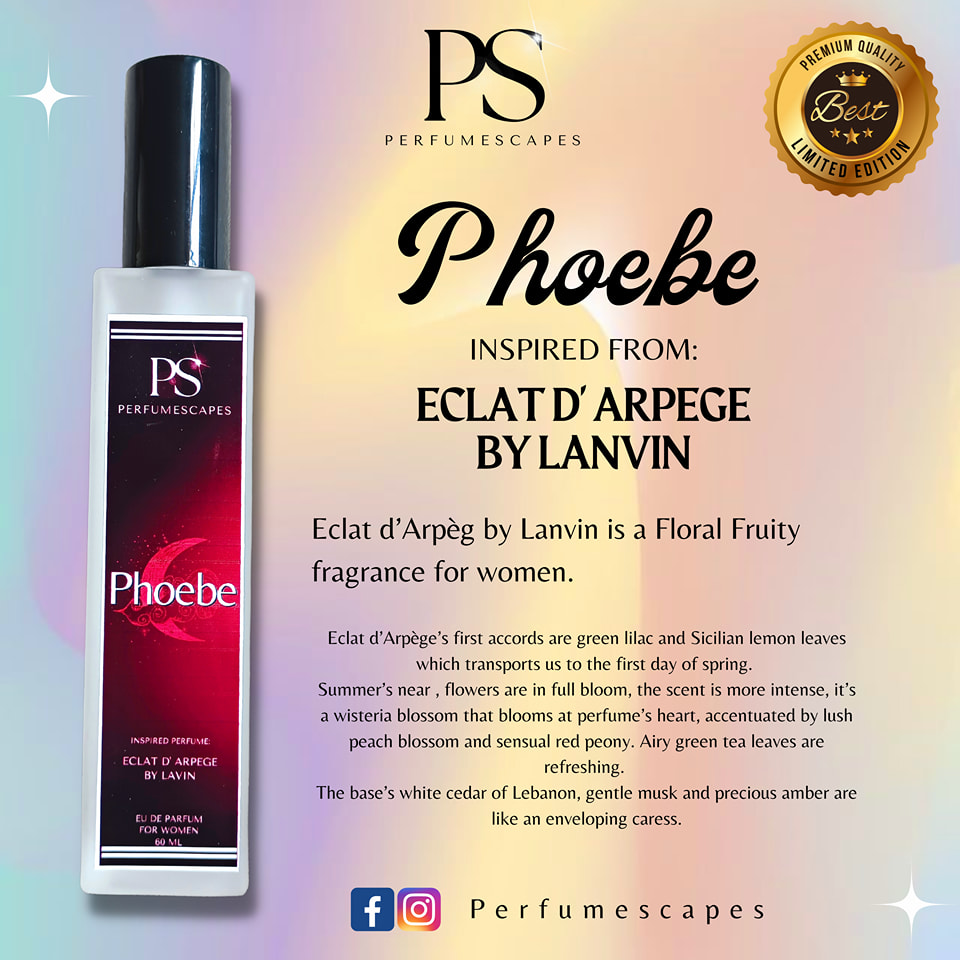 PS
PERFUMESCAPES
PREMIUM QUALITY
Best
LIMITED EDITION
Phoebe
INSPIRED FROM:
ECLAT D' ARPEGE
BY LANVIN
Eclat d’Arpèg by Lanvin is a Floral Fruity
fragrance for women.
Eclat d’Arpège’s first accords are green lilac and Sicilian lemon leaves
which transports us to the first day of spring.
Summer’s near , flowers are in full bloom, the scent is more intense, it’s
a wisteria blossom that blooms at perfume’s heart, accentuated by lush
peach blossom and sensual red peony. Airy green tea leaves are
refreshing.
The base’s white cedar of Lebanon, gentle musk and precious amber are
like an enveloping caress.
PS
PERFUMESCAPES
Phoebe
INSPIRED PERFUME:
ECLAT D' ARPEGE
BY LAVIN
EU DE PARFUM
FOR WOMEN
60 ML
Perfumescapes